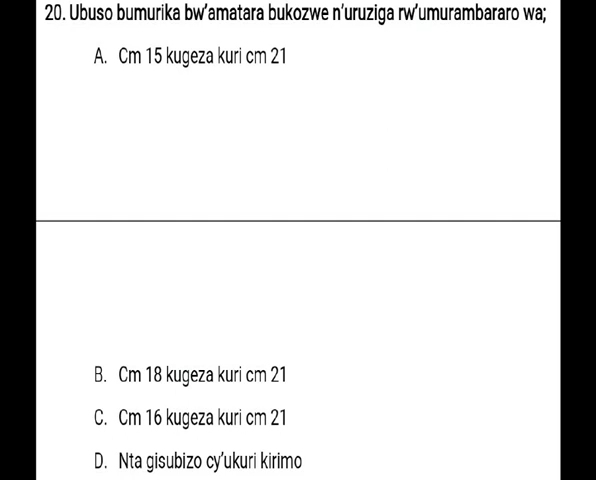 20. Ubuso bumurika bw'amatara bukozwe n'uruziga rw'umurambararo wa;
A. Cm 15 kugeza kuri cm 21
B. Cm 18 kugeza kuri cm 21
C. Cm 16 kugeza kuri cm 21
D. Nta gisubizo cy'ukuri kirimo